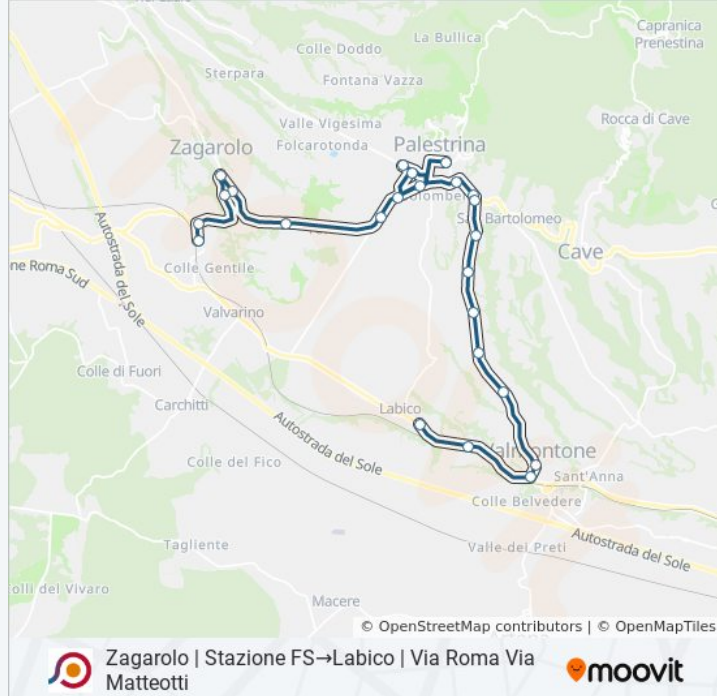 La Bullica
Capranica
Prenestina
Colle Doddo
Sterpara
Fontana Vazza
Valle Vigesima
Rocca di Cave
Zagarolo
Folcarotonda
Palestrina
San Bartolomeo
Cave
Autostrada del Sole
ne Roma Sud
Colle Gentile
Valvarino
Colle di Fuori
Carchitti
Labico
Autostrada del Sole
Colle del Fico
Valmontone
Sant'Anna
Colle Belvedere
Tagliente
Valle dei Preti
Autostrada del Sole
olli del Vivaro
Macere
© OpenStreetMap contributors | © OpenMapTiles
Zagarolo | Stazione FS→Labico | Via Roma Via
Matteotti
moovit